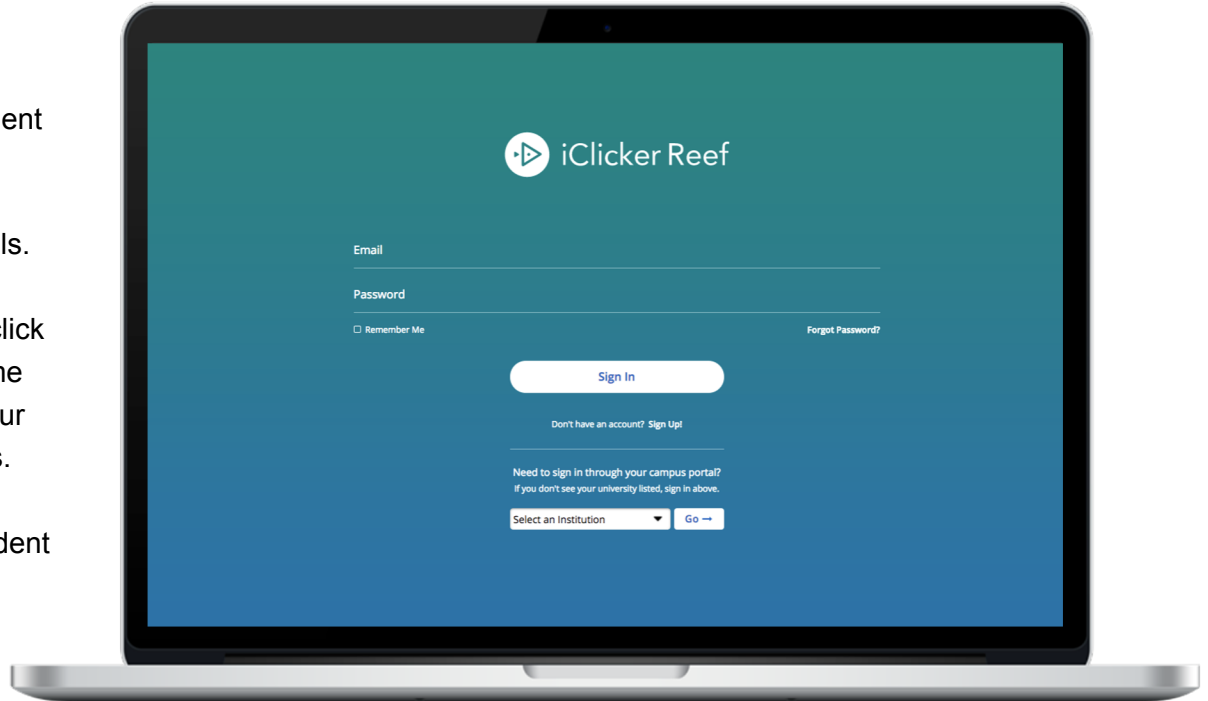 ent
ls.
click
ne
ur
s.
dent
iClicker Reef
Email
Password
Remember Me
Forgot Password?
Sign In
Don't have an account? Sign Up!
Need to sign in through your campus portal?
If you don't see your university listed, sign in above.
Select an Institution
Go →